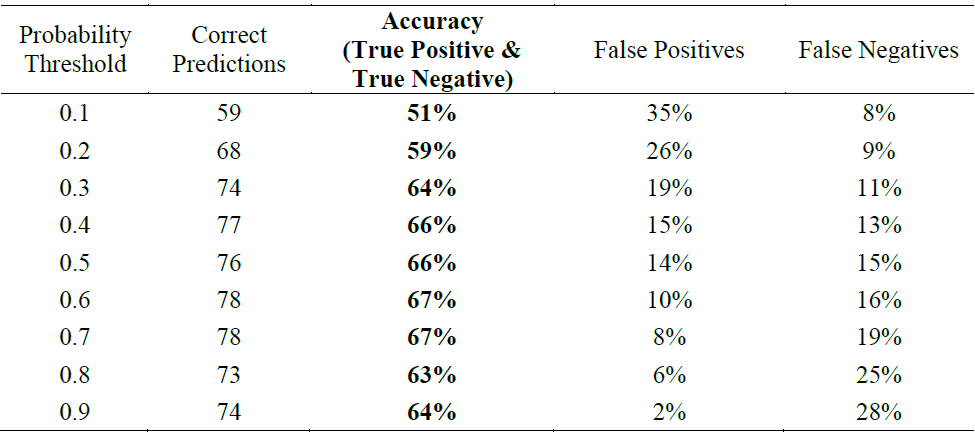 Probability Threshold Correct Predictions Accuracy (True Positive & True Negative) False Positives False Negatives
0.1 59 51% 35% 8%
0.2 68 59% 26% 9%
0.3 74 64% 19% 11%
0.4 77 66% 15% 13%
0.5 76 66% 14% 15%
0.6 78 67% 10% 16%
0.7 78 67% 8% 19%
0.8 73 63% 6% 25%
0.9 74 64% 2% 28%